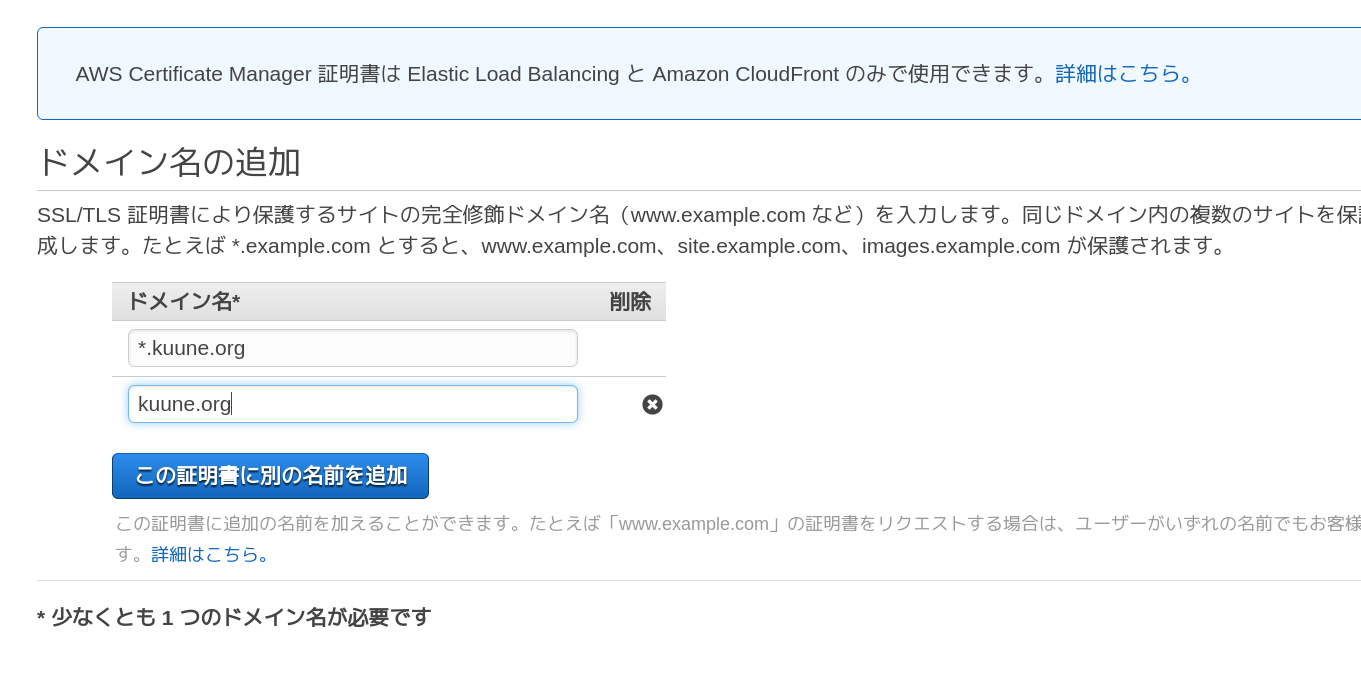 AWS Certificate Manager 証明書は Elastic Load Balancing と Amazon CloudFront のみで使用できます。詳細はこちら。
ドメイン名の追加
SSL/TLS 証明書により保護するサイトの完全修飾ドメイン名（www.example.com など）を入力します。同じドメイン内の複数のサイトを保
成します。たとえば *.example.com とすると、www.example.com、site.example.com、images.example.com が保護されます。
ドメイン名* 削除
*.kuune.org
kuune.org
この証明書に別の名前を追加
この証明書に追加の名前を加えることができます。たとえば「www.example.com」の証明書をリクエストする場合は、ユーザーがいずれの名前でもお客様
す。詳細はこちら。
* 少なくとも 1 つのドメイン名が必要です